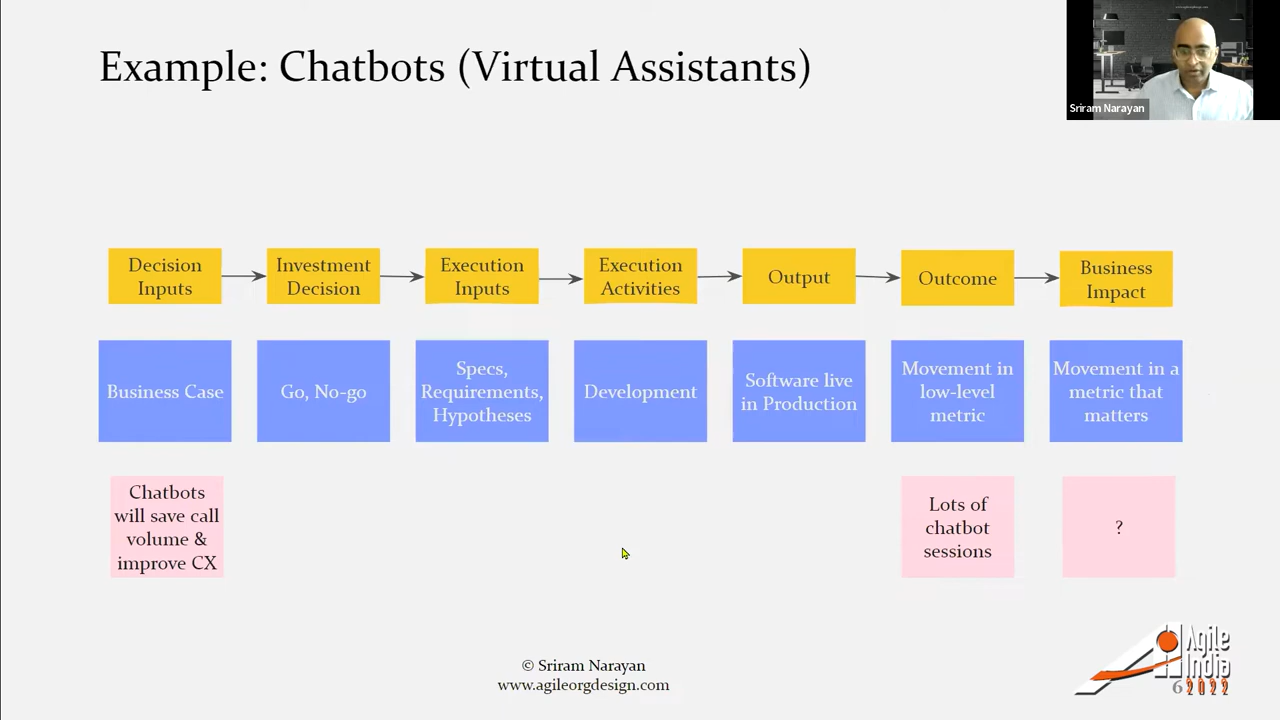 Example: Chatbots (Virtual Assistants)
Sriram Narayan
Decision
Inputs
Investment
Decision
Execution
Inputs
Execution
Activities
Output
Outcome
Business
Impact
Business Case
Go, No-go
Specs,
Requirements,
Hypotheses
Development
Software live
in Production
Movement in
low-level
metric
Movement in a
metric that
matters
Chatbots
will save call
volume &
improve CX
Lots of
chatbot
sessions
?
© Sriram Narayan
www.agileorgdesign.com
Agile
India
6
2022